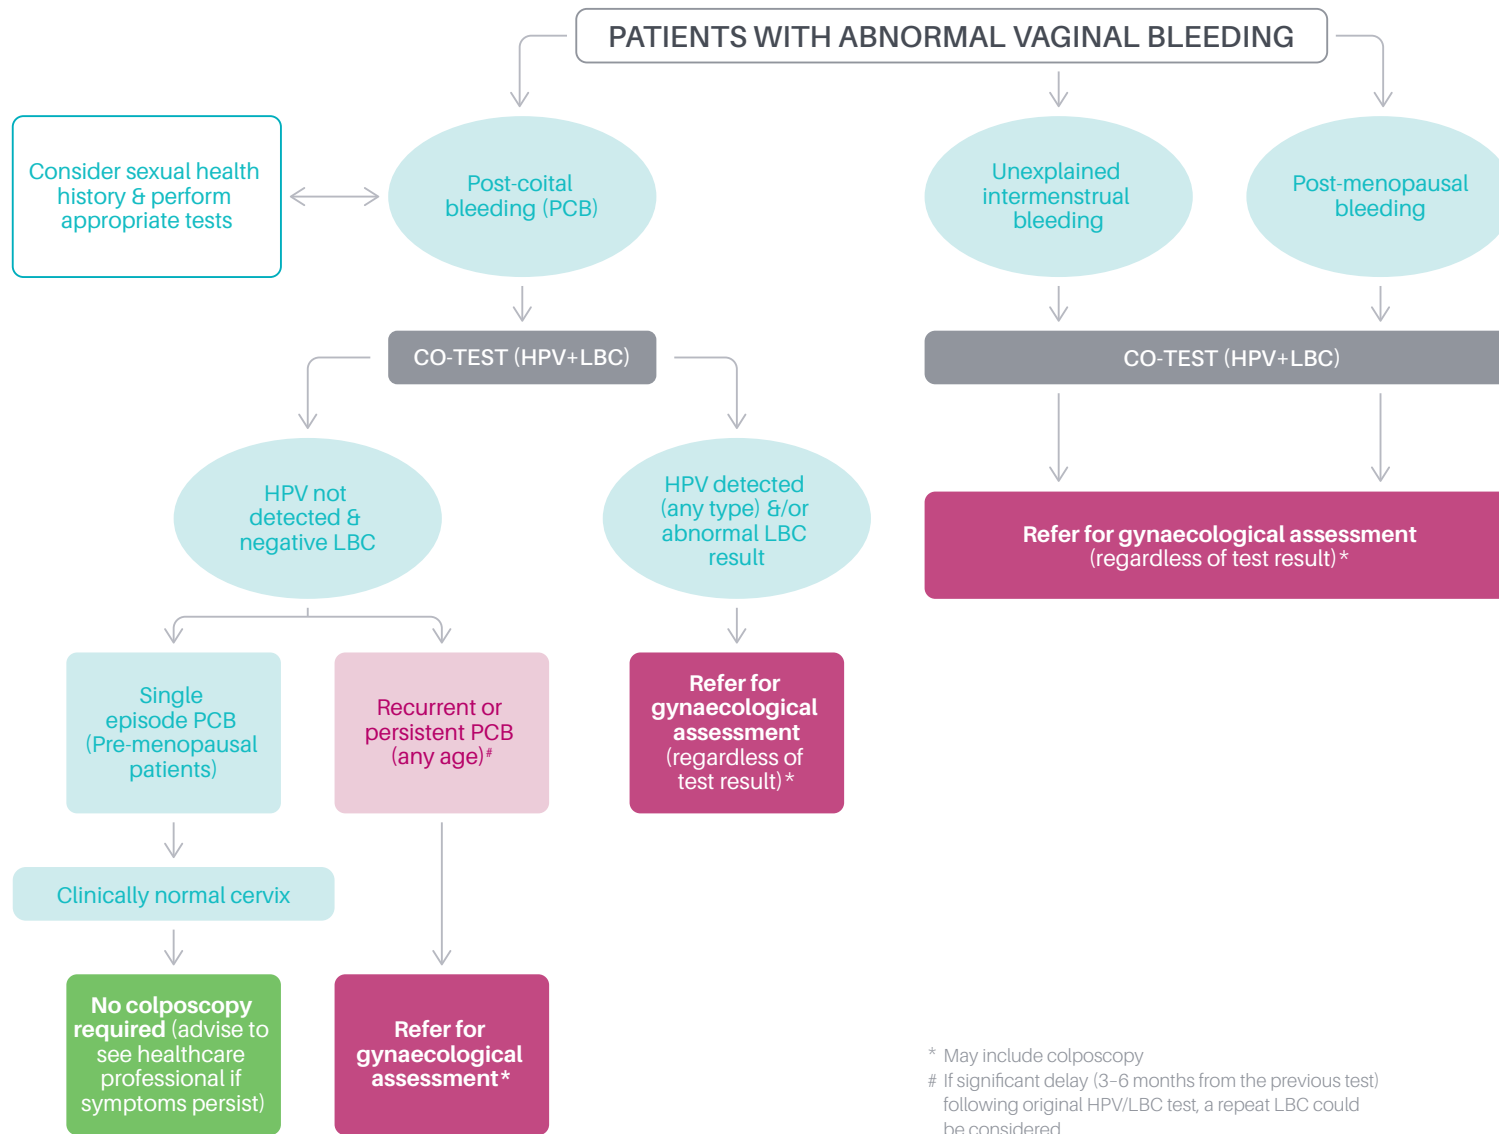 PATIENTS WITH ABNORMAL VAGINAL BLEEDING
Consider sexual health
history & perform
appropriate tests
Post-coital
bleeding (PCB)
Unexplained
intermenstrual
bleeding
Post-menopausal
bleeding
CO-TEST (HPV+LBC)
CO-TEST (HPV+LBC)
HPV not
detected &
negative LBC
HPV detected
(any type) &/or
abnormal LBC
result
Refer for gynaecological assessment
(regardless of test result)*
Single
episode PCB
(Pre-menopausal
patients)
Recurrent or
persistent PCB
(any age)#
Refer for
gynaecological
assessment
(regardless of
test result)*
Clinically normal cervix
No colposcopy
required (advise to
see healthcare
professional if
symptoms persist)
Refer for
gynaecological
assessment*
* May include colposcopy
# If significant delay (3–6 months from the previous test)
following original HPV/LBC test, a repeat LBC could
be considered